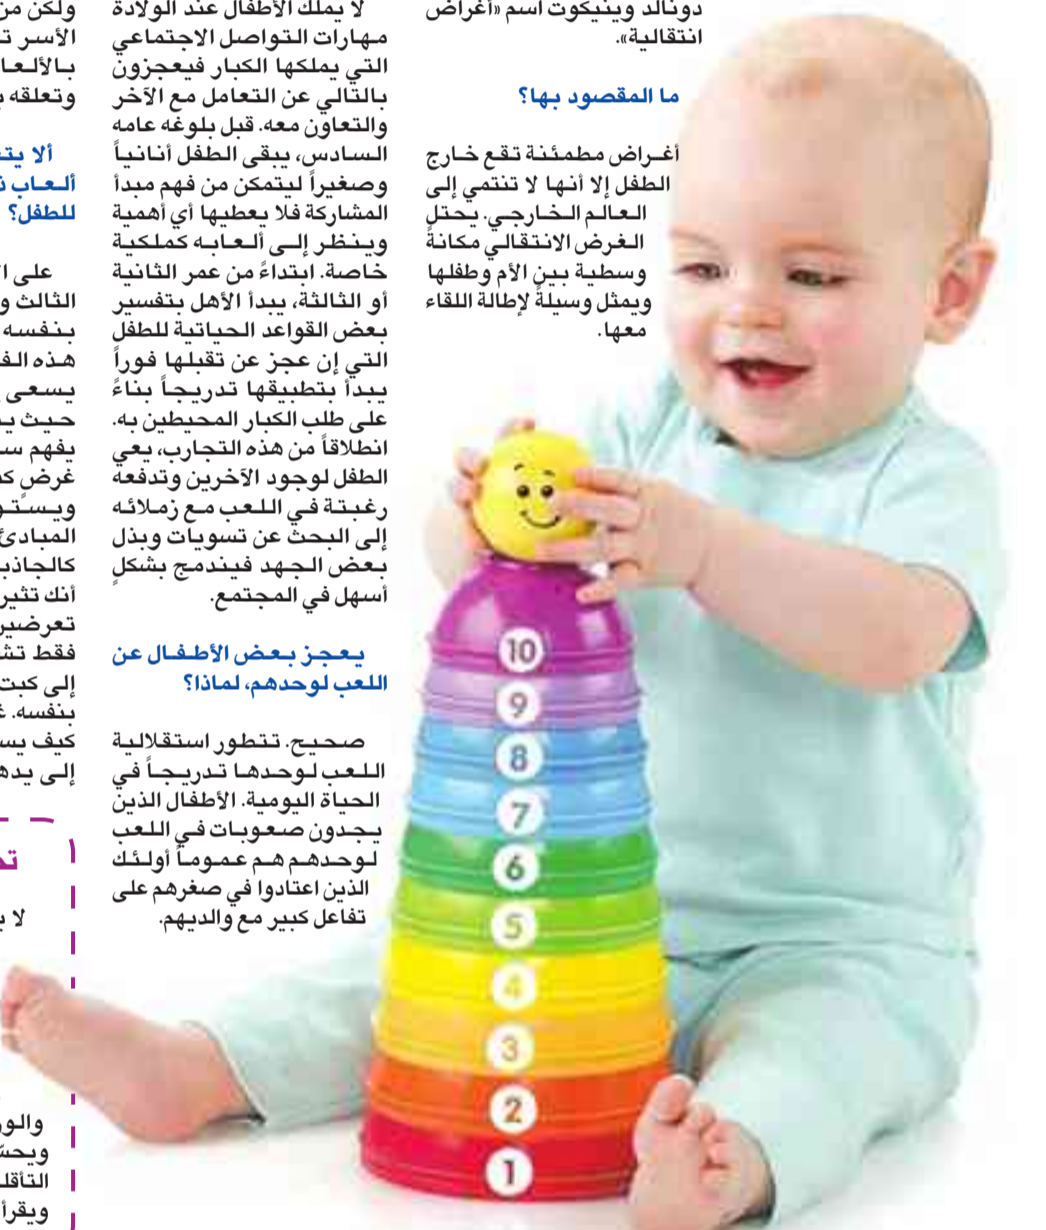 دونالد وينيكوت اسم «أغراض
انتقالية».
ما المقصود بها؟
أغراض مطمئنة تقع خارج
الطفل إلا أنها لا تنتمي إلى
العالم الخارجي. يحتل
الغرض الانتقالي مكانةً
وسطية بين الأم وطفلها
ويمثل وسيلةً لإطالة اللقاء
معها.
لا يملك الأطفال عند الولادة
مهارات التواصل الاجتماعي
التي يملكها الكبار فيعجزون
بالتالي عن التعامل مع الآخر
والتعاون معه. قبل بلوغه عامه
السادس، يبقى الطفل أنانياً
وصغيراً ليتمكن من فهم مبدأ
المشاركة فلا يعطيها أي أهمية
وينظر إلى ألعابه كملكية
خاصة. ابتداءً من عمر الثانية
أو الثالثة، يبدأ الأهل بتفسير
بعض القواعد الحياتية للطفل
التي إن عجز عن تقبلها فوراً
يبدأ بتطبيقها تدريجاً بناءً
على طلب الكبار المحيطين به.
انطلاقاً من هذه التجارب، يعي
الطفل لوجود الآخرين وتدفعه
رغبتة في اللعب مع زملائه
إلى البحث عن تسويات وبذل
بعض الجهد فيندمج بشكلٍ
أسهل في المجتمع.
يعجز بعض الأطفال عن
اللعب لوحدهم، لماذا؟
صحيح. تتطور استقلالية
اللعب لوحدها تدريجاً في
الحياة اليومية. الأطفال الذين
يجدون صعوبات في اللعب
لوحدهم هم عموماً أولئك
الذين اعتادوا في صغرهم على
تفاعل كبير مع والديهم.
ولكن من
الأسر
وتعلقه
للطفل؟
على
الثالث
بنفسه
هذه
يسعى
حيث
يفهم
غرضٍ
أنك تثير
فقط
إلى كبت
بنفسه.
كيف
إلى
لا
ويقرأ
10
9
8
7
6
5
4
3
2
1